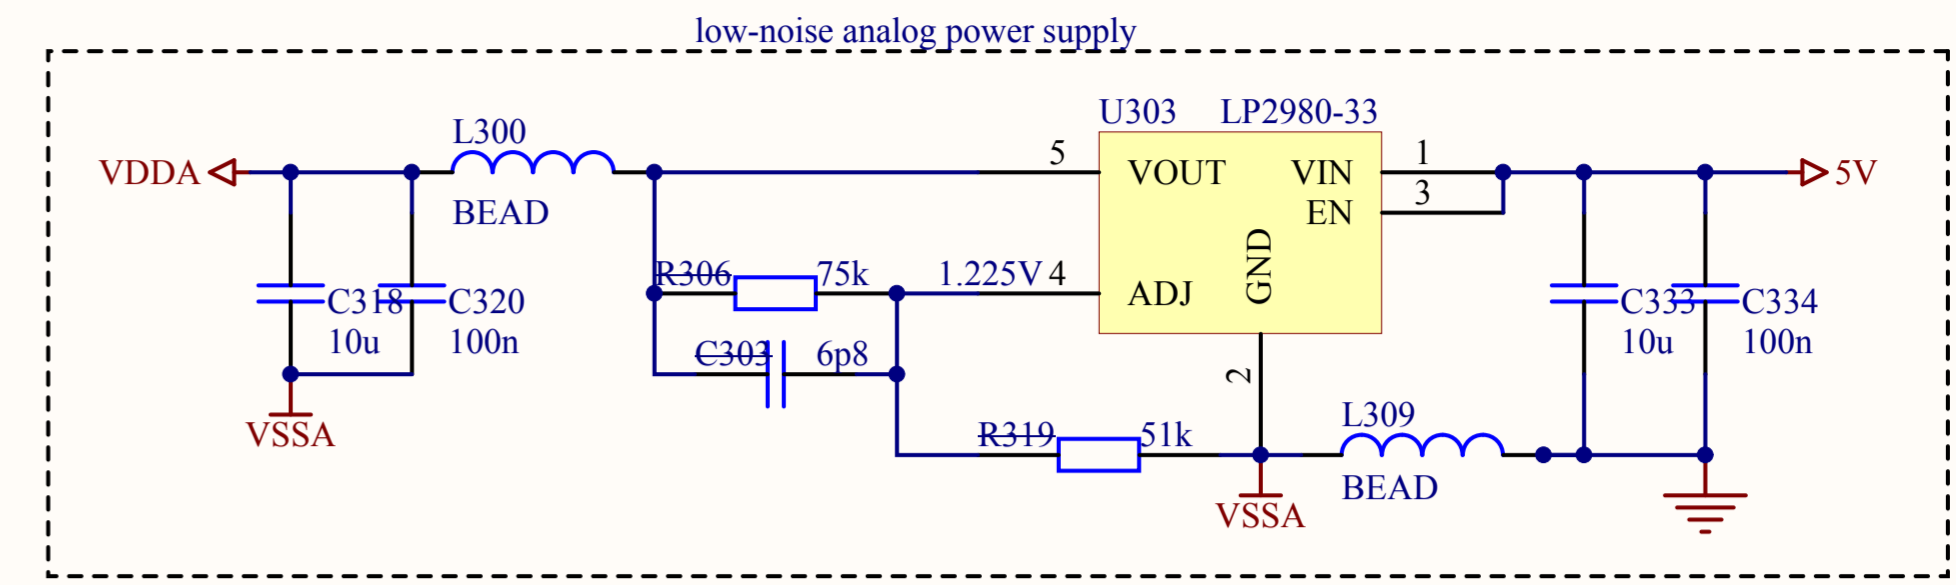 low-noise analog power supply
U303 LP2980-33
L300
BEAD
VDDA
5 VOUT VIN 1
EN 3
5V
R306 75k 1.225V 4 ADJ GND
C318 10u
C320 100n
C333 10u
C334 100n
C303 6p8
2
VSSA
R319 51k
L309
BEAD
VSSA